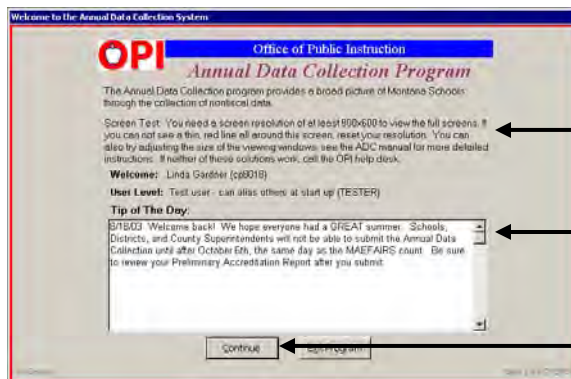 Welcome to the Annual Data Collection System
OPI
Office of Public Instruction
Annual Data Collection Program
The Annual Data Collection program provides a broad picture of Montana Schools
through the collection of nonfiscal data.
Screen Test: You need a screen resolution of at least 800x600 to view the full screens. If
you can not see a thin, red line all around this screen, reset your resolution. You can
also try adjusting the size of the viewing windows; see the ADC manual for more detailed
instructions. If neither of these solutions work, call the OPI help desk.
Welcome: Linda Gardner (cp8018)
User Level: Test user - can alias others at start up (TESTER)
Tip of The Day:
8/18/03 Welcome back! We hope everyone had a GREAT summer. Schools,
Districts, and County Superintendents will not be able to submit the Annual Data
Collection until after October 6th, the same day as the MAEFAIRS count. Be sure
to review your Preliminary Accreditation Report after you submit.
Continue
Exit Program